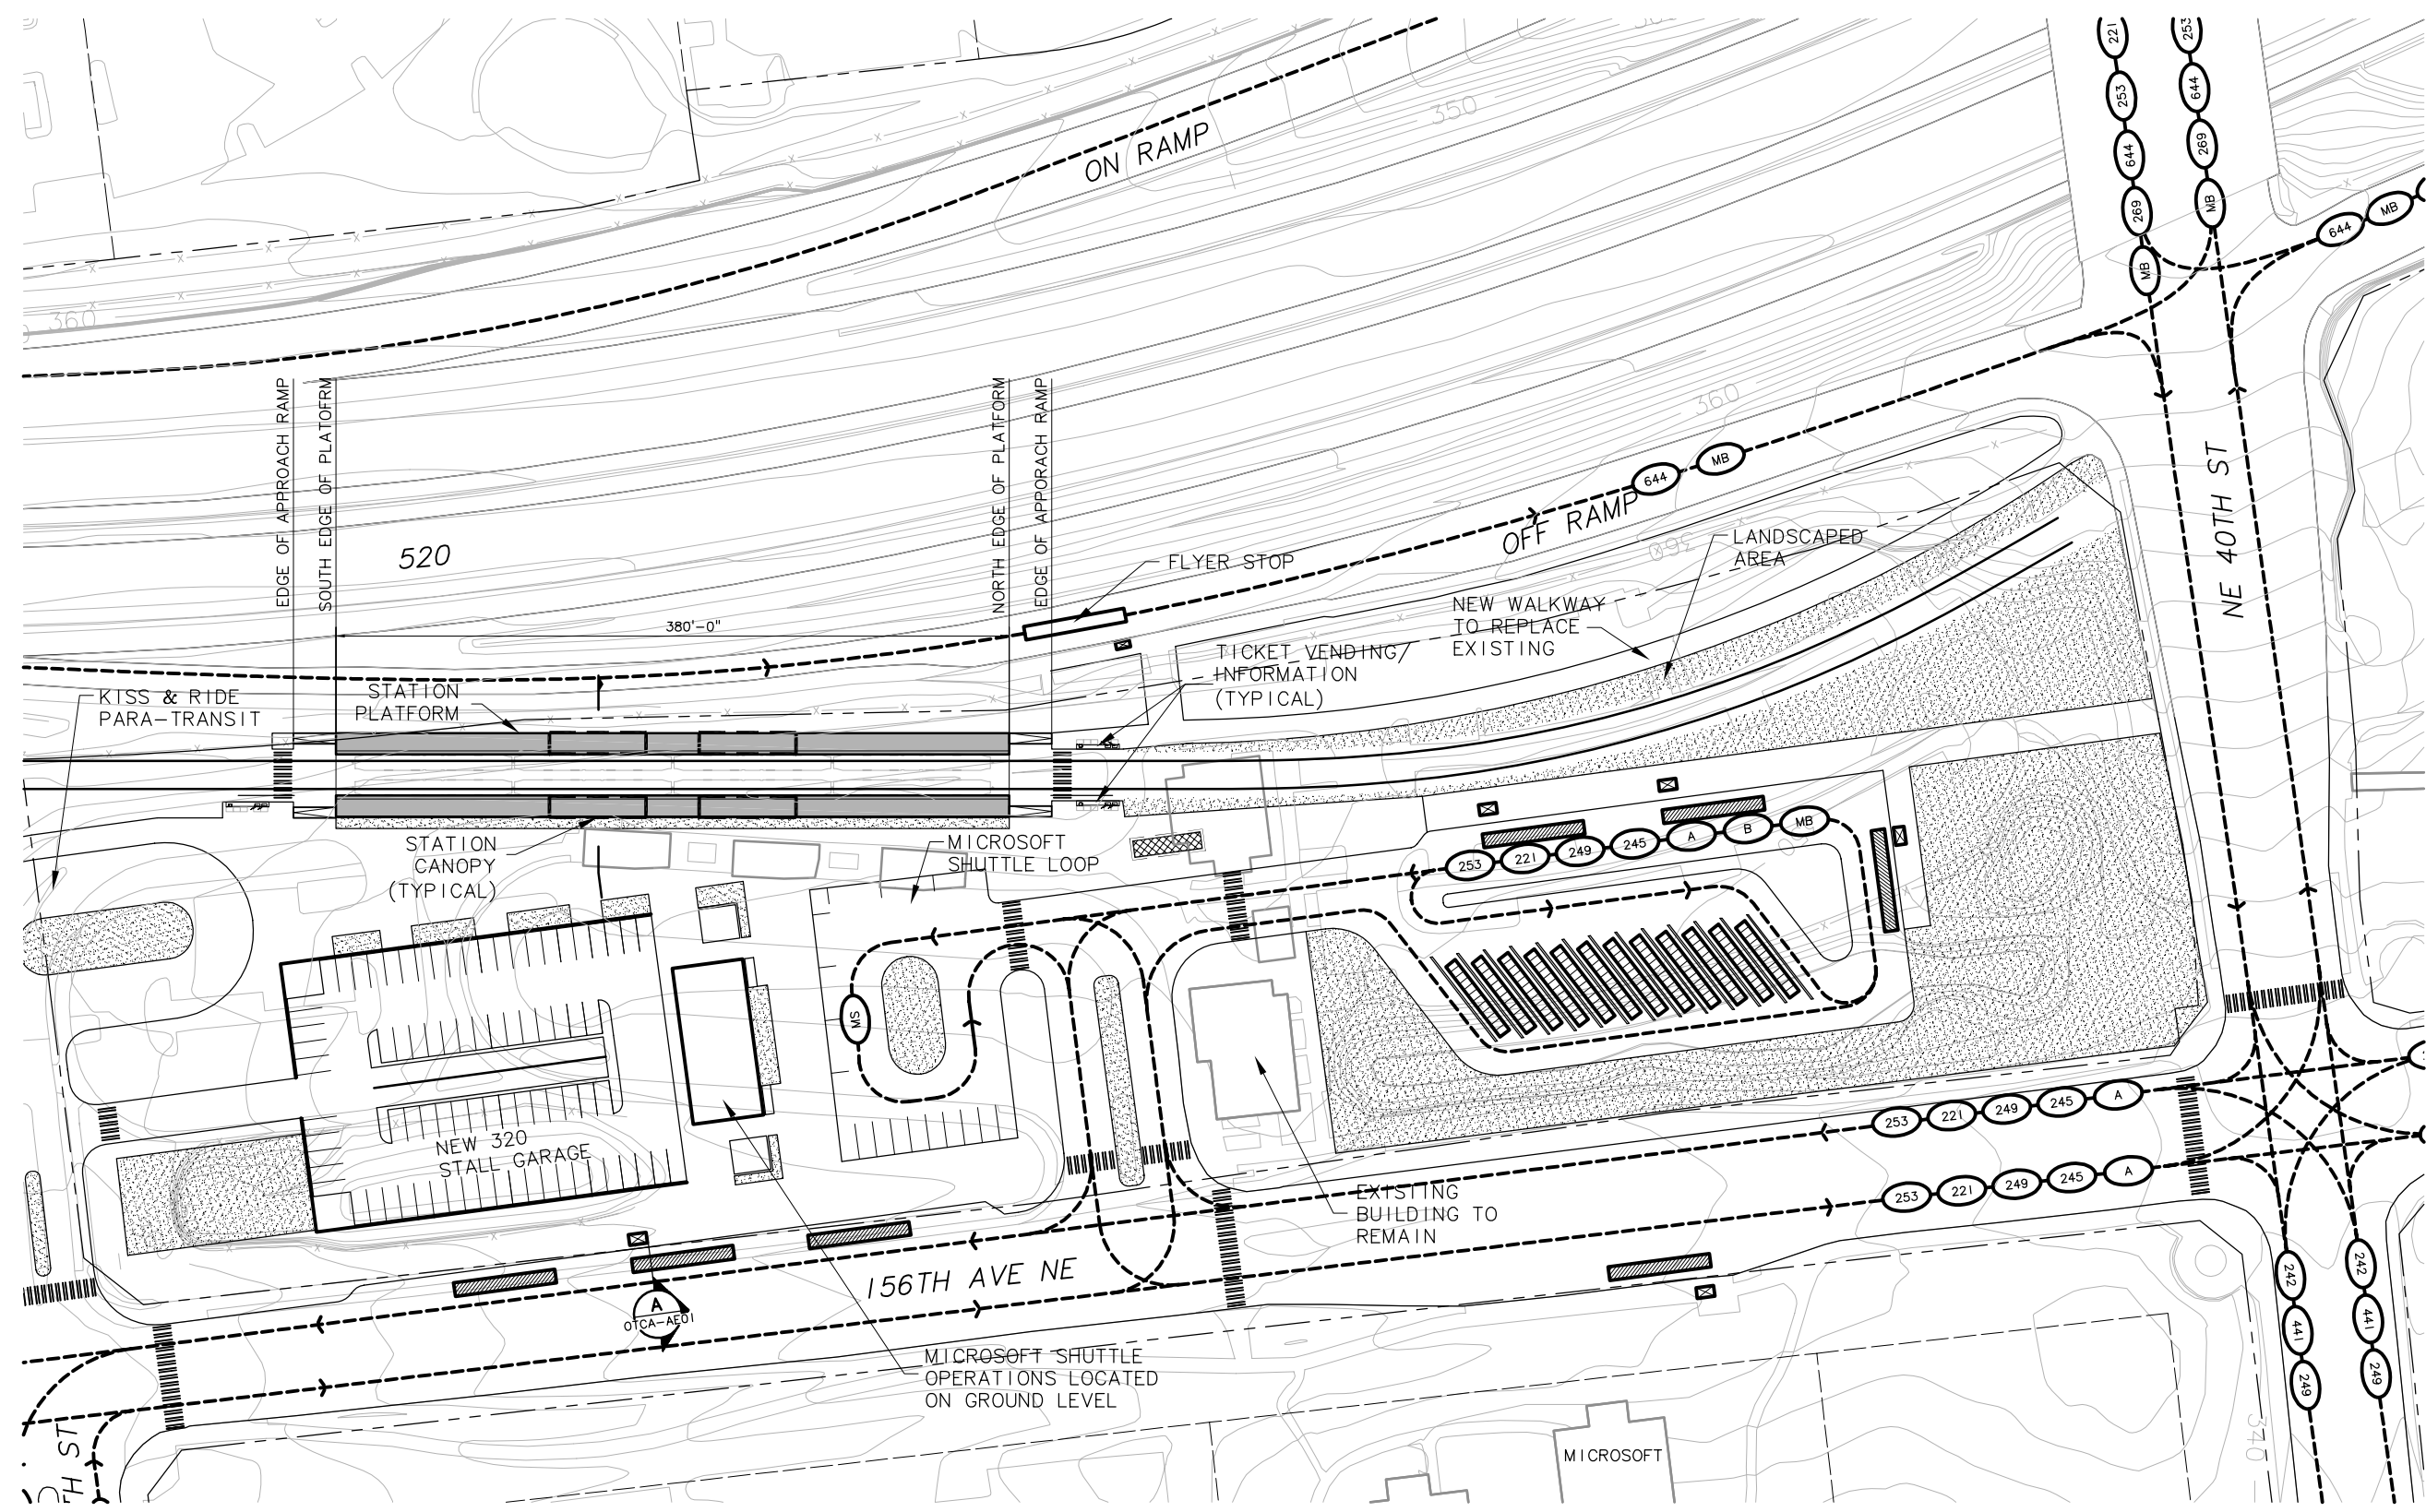 221
253
253
644
644
269
269
MB
MB
644
MB
350
ON RAMP
360
EDGE OF APPROACH RAMP
SOUTH EDGE OF PLATOFRM
NORTH EDGE OF PLATFORM
EDGE OF APPORACH RAMP
520
380'-0"
FLYER STOP
644
MB
OFF RAMP
360
360
LANDSCAPED
AREA
NEW WALKWAY
TO REPLACE
EXISTING
NE 40TH ST
TICKET VENDING/
INFORMATION
(TYPICAL)
KISS & RIDE
PARA-TRANSIT
STATION
PLATFORM
STATION
CANOPY
(TYPICAL)
MICROSOFT
SHUTTLE LOOP
253
221
249
245
A
B
MB
MS
NEW 320
STALL GARAGE
253
221
249
245
A
253
221
249
245
A
EXISTING
BUILDING TO
REMAIN
156TH AVE NE
A
OTCA-AE01
242
441
249
242
441
249
MICROSOFT SHUTTLE
OPERATIONS LOCATED
ON GROUND LEVEL
MICROSOFT
340
TH ST